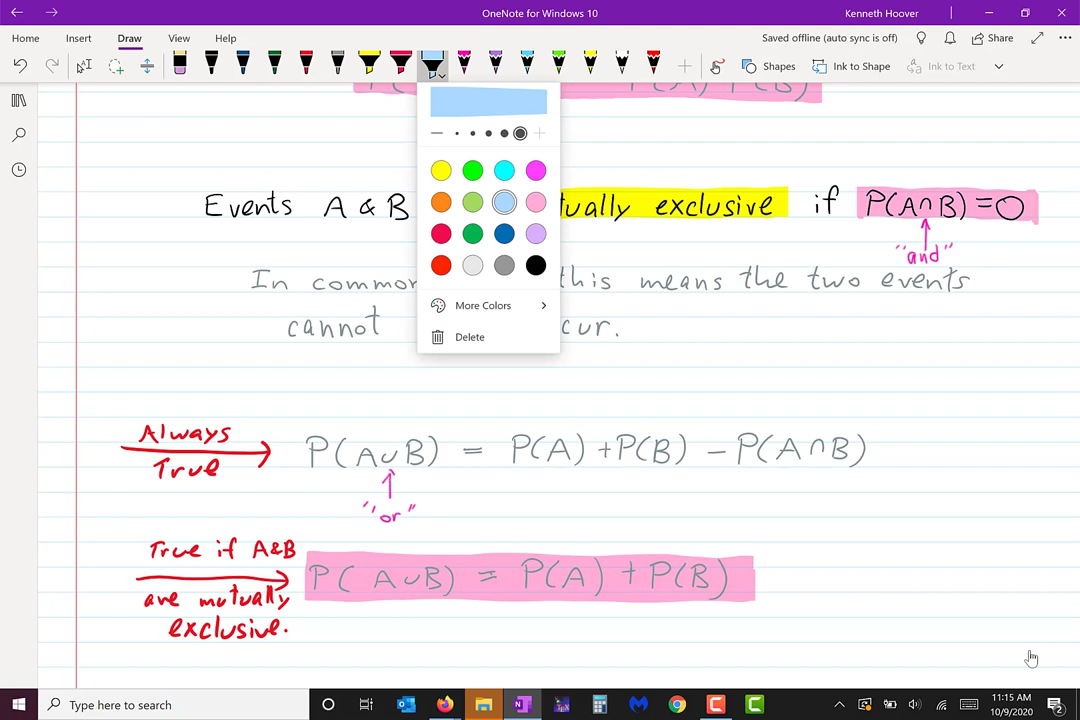 OneNote for Windows 10
Kenneth Hoover
Home Insert Draw View Help
Saved offline (auto sync is off)
Share
Shapes
Ink to Shape
Ink to Text
P(A) P(B)
Events A & B
tually exclusive if P(A∩B)=0
"and"
In common this means the two events
cannot cur.
More Colors
Delete
Always
True
P(A∪B) = P(A)+P(B) – P(A∩B)
"or"
True if A&B
are mutually
exclusive.
P(A∪B) = P(A) + P(B)
Type here to search
11:15 AM
10/9/2020
2